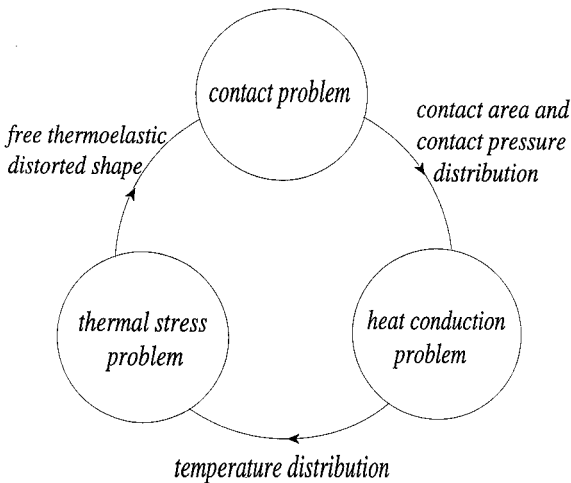 contact problem
free thermoelastic
distorted shape
contact area and
contact pressure
distribution
thermal stress
problem
heat conduction
problem
temperature distribution